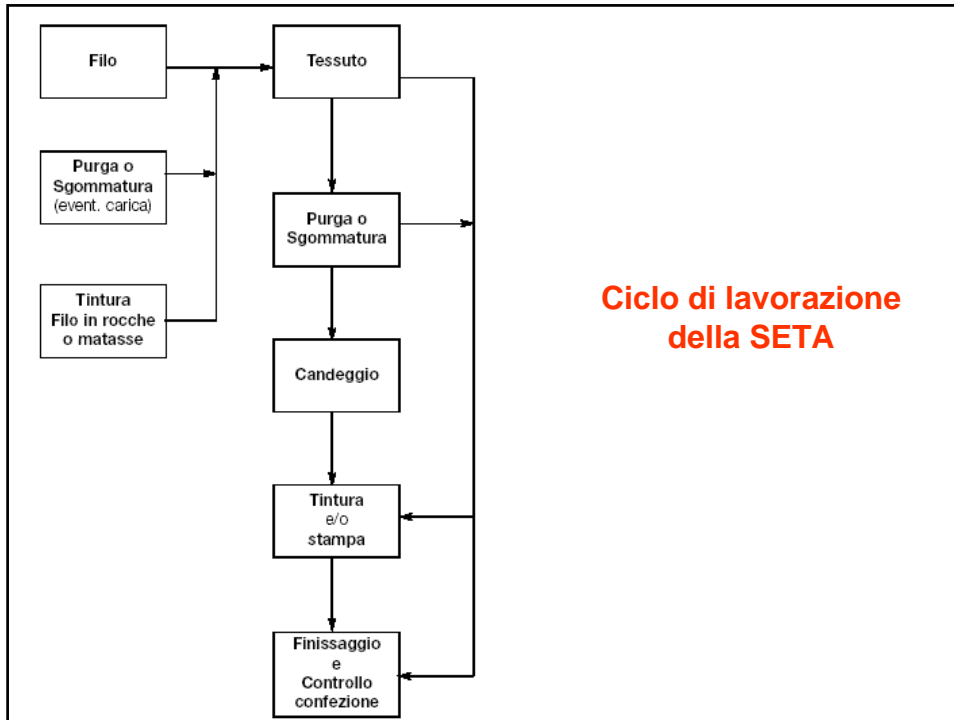 Filo
Tessuto
Purga o
Sgommatura
(event. carica)
Purga o
Sgommatura
Tintura
Filo in rocche
o matasse
Ciclo di lavorazione
della SETA
Candeggio
Tintura
e/o
stampa
Finissaggio
e
Controllo
confezione